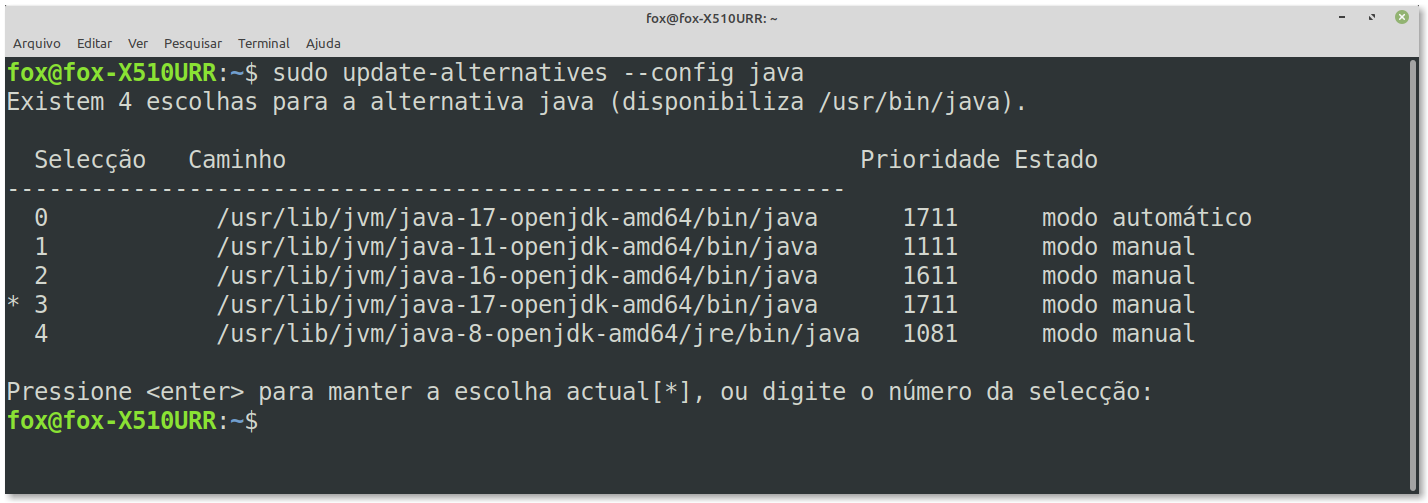 fox@fox-X510URR: ~
Arquivo Editar Ver Pesquisar Terminal Ajuda
fox@fox-X510URR:~$ sudo update-alternatives --config java
Existem 4 escolhas para a alternativa java (disponibiliza /usr/bin/java).
Selecção Caminho Prioridade Estado
------------------------------------------------------------
0 /usr/lib/jvm/java-17-openjdk-amd64/bin/java 1711 modo automático
1 /usr/lib/jvm/java-11-openjdk-amd64/bin/java 1111 modo manual
2 /usr/lib/jvm/java-16-openjdk-amd64/bin/java 1611 modo manual
* 3 /usr/lib/jvm/java-17-openjdk-amd64/bin/java 1711 modo manual
4 /usr/lib/jvm/java-8-openjdk-amd64/jre/bin/java 1081 modo manual
Pressione <enter> para manter a escolha actual[*], ou digite o número da selecção:
fox@fox-X510URR:~$